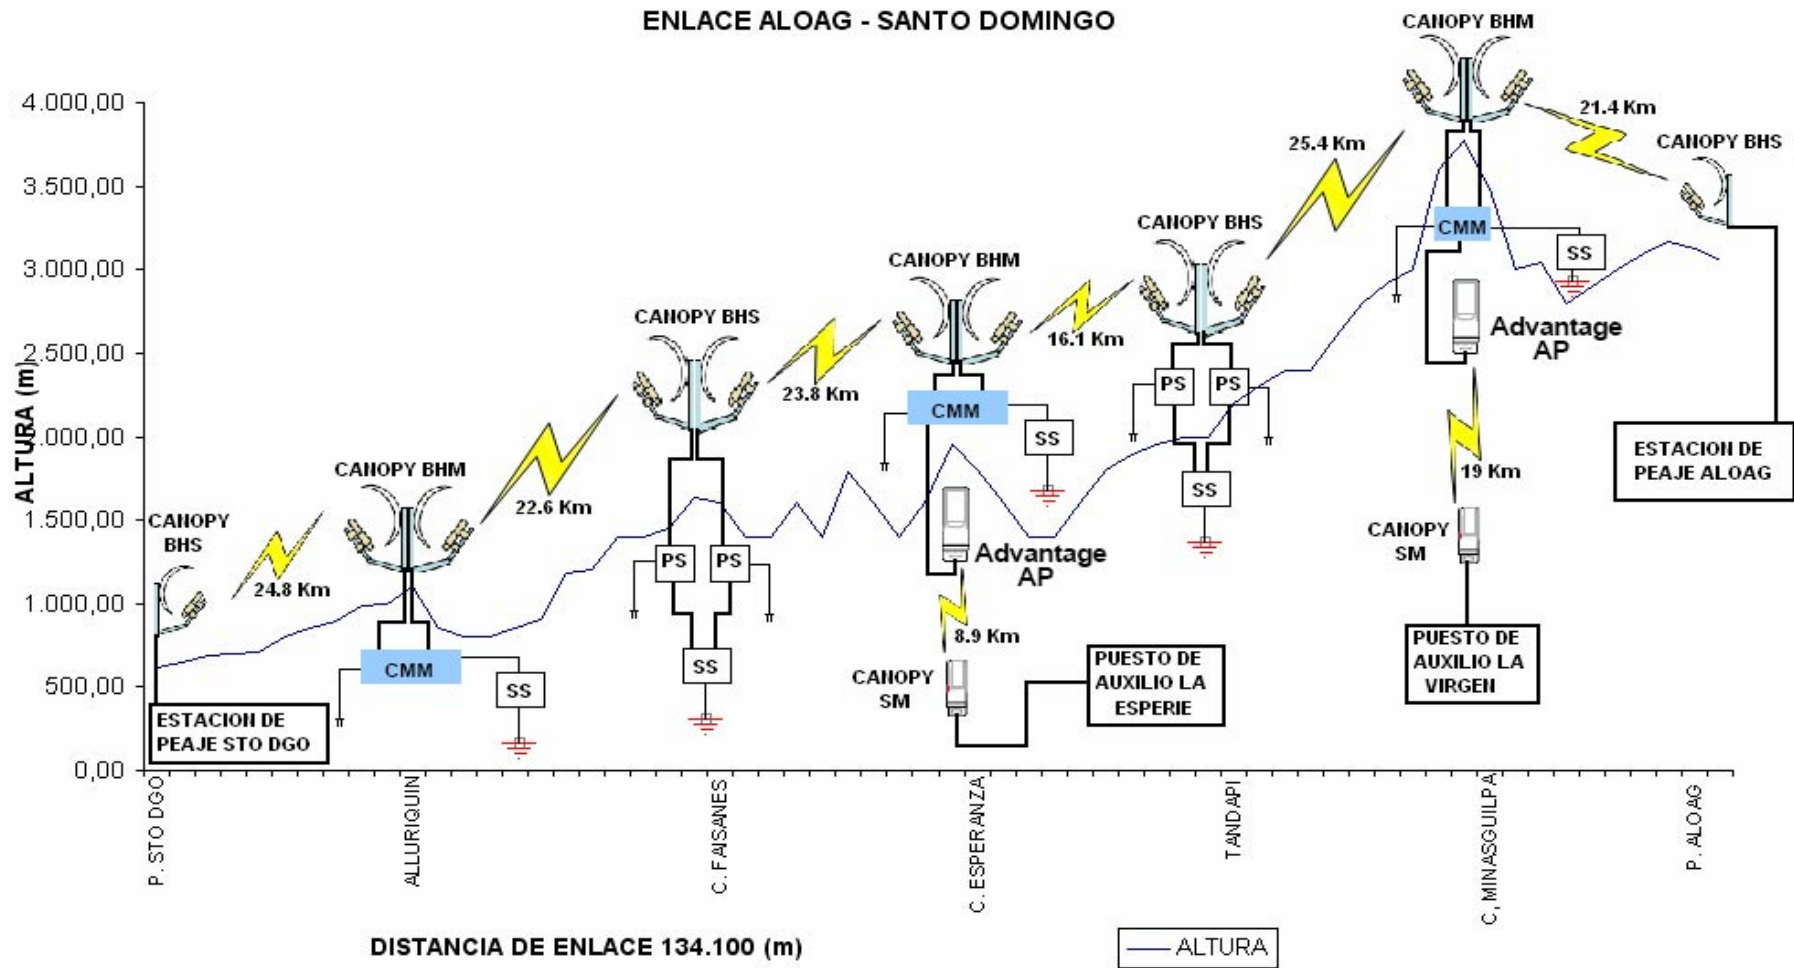 ENLACE ALOAG - SANTO DOMINGO
CANOPY BHM
21.4 Km
CANOPY BHS
25.4 Km
CANOPY BHS
CANOPY BHM
CANOPY BHS
CANOPY BHM
CANOPY
BHS
ALTURA (m)
4.000,00
3.500,00
3.000,00
2.500,00
2.000,00
1.500,00
1.000,00
500,00
0,00
24.8 Km
22.6 Km
23.8 Km
16.1 Km
CMM
SS
ESTACION DE
PEAJE STO DGO
PS
PS
SS
CMM
SS
Advantage
AP
8.9 Km
CANOPY
SM
PUESTO DE
AUXILIO LA
ESPERIE
PS
PS
SS
CMM
SS
Advantage
AP
19 Km
CANOPY
SM
PUESTO DE
AUXILIO LA
VIRGEN
ESTACION DE
PEAJE ALOAG
P. STO DGO
ALLURIQUIN
C. FAISANES
C. ESPERANZA
TANDAPI
C, MINASGUILPA
P. ALOAG
DISTANCIA DE ENLACE 134.100 (m)
ALTURA